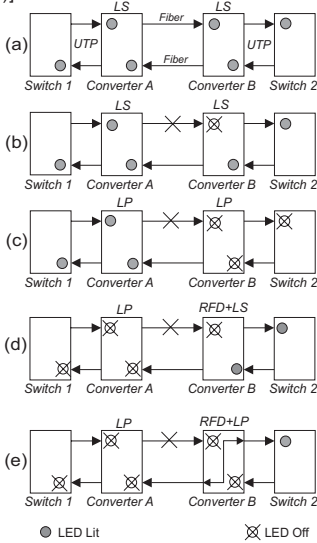 )]
LS Fiber LS
(a) UTP UTP
Fiber
Switch 1 Converter A Converter B Switch 2
LS LS
(b)
Switch 1 Converter A Converter B Switch 2
LP LP
(c)
Switch 1 Converter A Converter B Switch 2
LP RFD+LS
(d)
Switch 1 Converter A Converter B Switch 2
LP RFD+LP
(e)
Switch 1 Converter A Converter B Switch 2
LED Lit LED Off